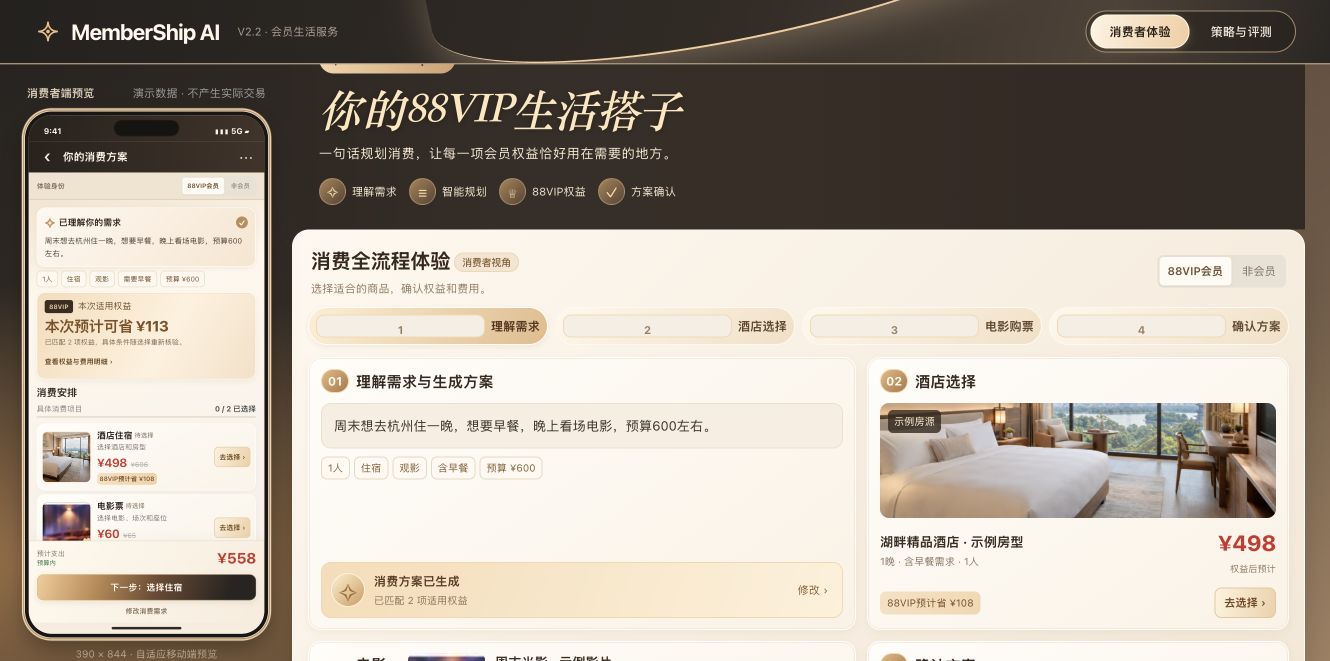 MemberShip AI
V2.2 · 会员生活服务
消费者体验
策略与评测
消费者端预览
演示数据 · 不产生实际交易
9:41
5G
你的消费方案
体验身份
88VIP会员
非会员
已理解你的需求
周末想去杭州住一晚，想要早餐，晚上看场电影，预算600
左右。
1人
住宿
观影
需要早餐
预算 ¥600
88VIP
本次适用权益
本次预计可省 ¥113
已匹配 2 项权益，具体条件随选择重新核验。
查看权益与费用明细 ›
消费安排
具体消费项目
0 / 2 已选择
酒店住宿 待选择
选择酒店和房型
¥498 ¥606
88VIP预计省 ¥108
去选择 ›
电影票 待选择
选择电影、场次和座位
¥60 ¥65
去选择 ›
预计支出
预算内
¥558
下一步：选择住宿
修改消费需求
390 × 844 · 自适应移动端预览
你的88VIP生活搭子
一句话规划消费，让每一项会员权益恰好用在需要的地方。
理解需求
智能规划
88VIP权益
方案确认
消费全流程体验
消费者视角
选择适合的商品，确认权益和费用。
88VIP会员
非会员
1
理解需求
2
酒店选择
3
电影购票
4
确认方案
01
理解需求与生成方案
周末想去杭州住一晚，想要早餐，晚上看场电影，预算600左右。
1人
住宿
观影
含早餐
预算 ¥600
消费方案已生成
已匹配 2 项适用权益
修改 ›
02
酒店选择
示例房源
湖畔精品酒店 · 示例房型
¥498
1晚 · 含早餐需求 · 1人
权益后预计
88VIP预计省 ¥108
去选择 ›